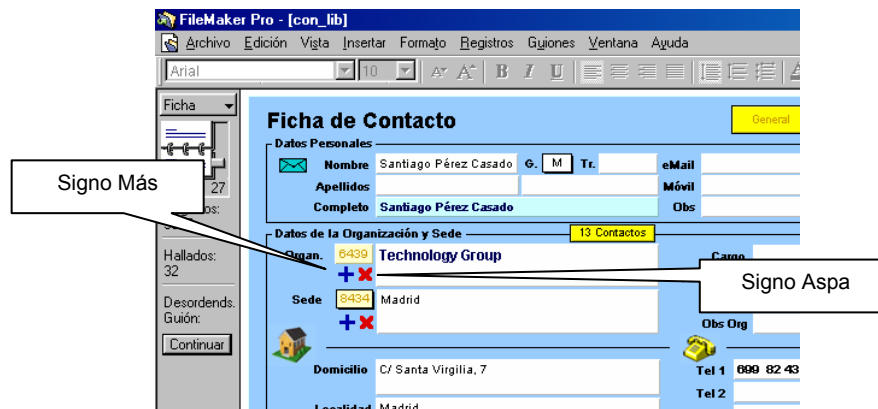 FileMaker Pro - [con_lib]
Archivo Edición Vista Insertar Formato Registros Guiones Ventana Ayuda
Arial 10 B I U
Ficha
Ficha de Contacto
General
Datos Personales
Nombre Santiago Pérez Casado G. M Tr. eMail
Signo Más
27
Apellidos Móvil
Completo Santiago Pérez Casado Obs
Datos de la Organización y Sede 13 Contactos
Hallados:
32
Organ. 6439 Technology Group Cargo
Signo Aspa
Sede 8434 Madrid
Desordends.
Guión:
Obs Org
Continuar
Domicilio C/ Santa Virgilia, 7 Tel 1 699 82 43
Tel 2
Localidad Madrid